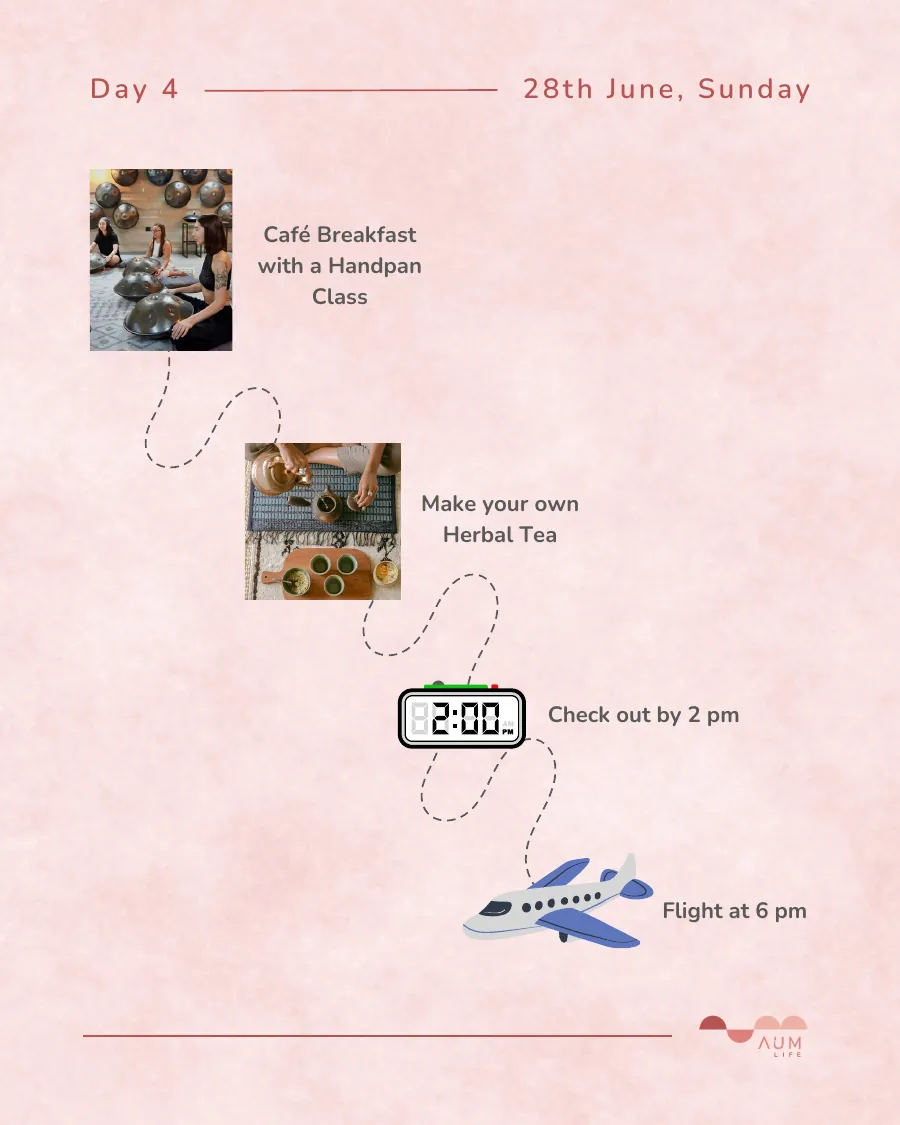 Day 4
28th June, Sunday
Café Breakfast
with a Handpan
Class
Make your own
Herbal Tea
2:00
AM
PM
Check out by 2 pm
Flight at 6 pm
AUM
LIFE